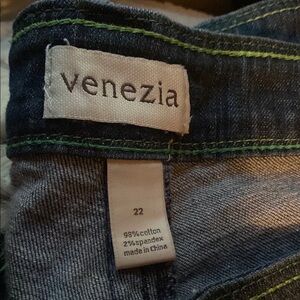 venezia
22
98% cotton
2% spandex
made in China